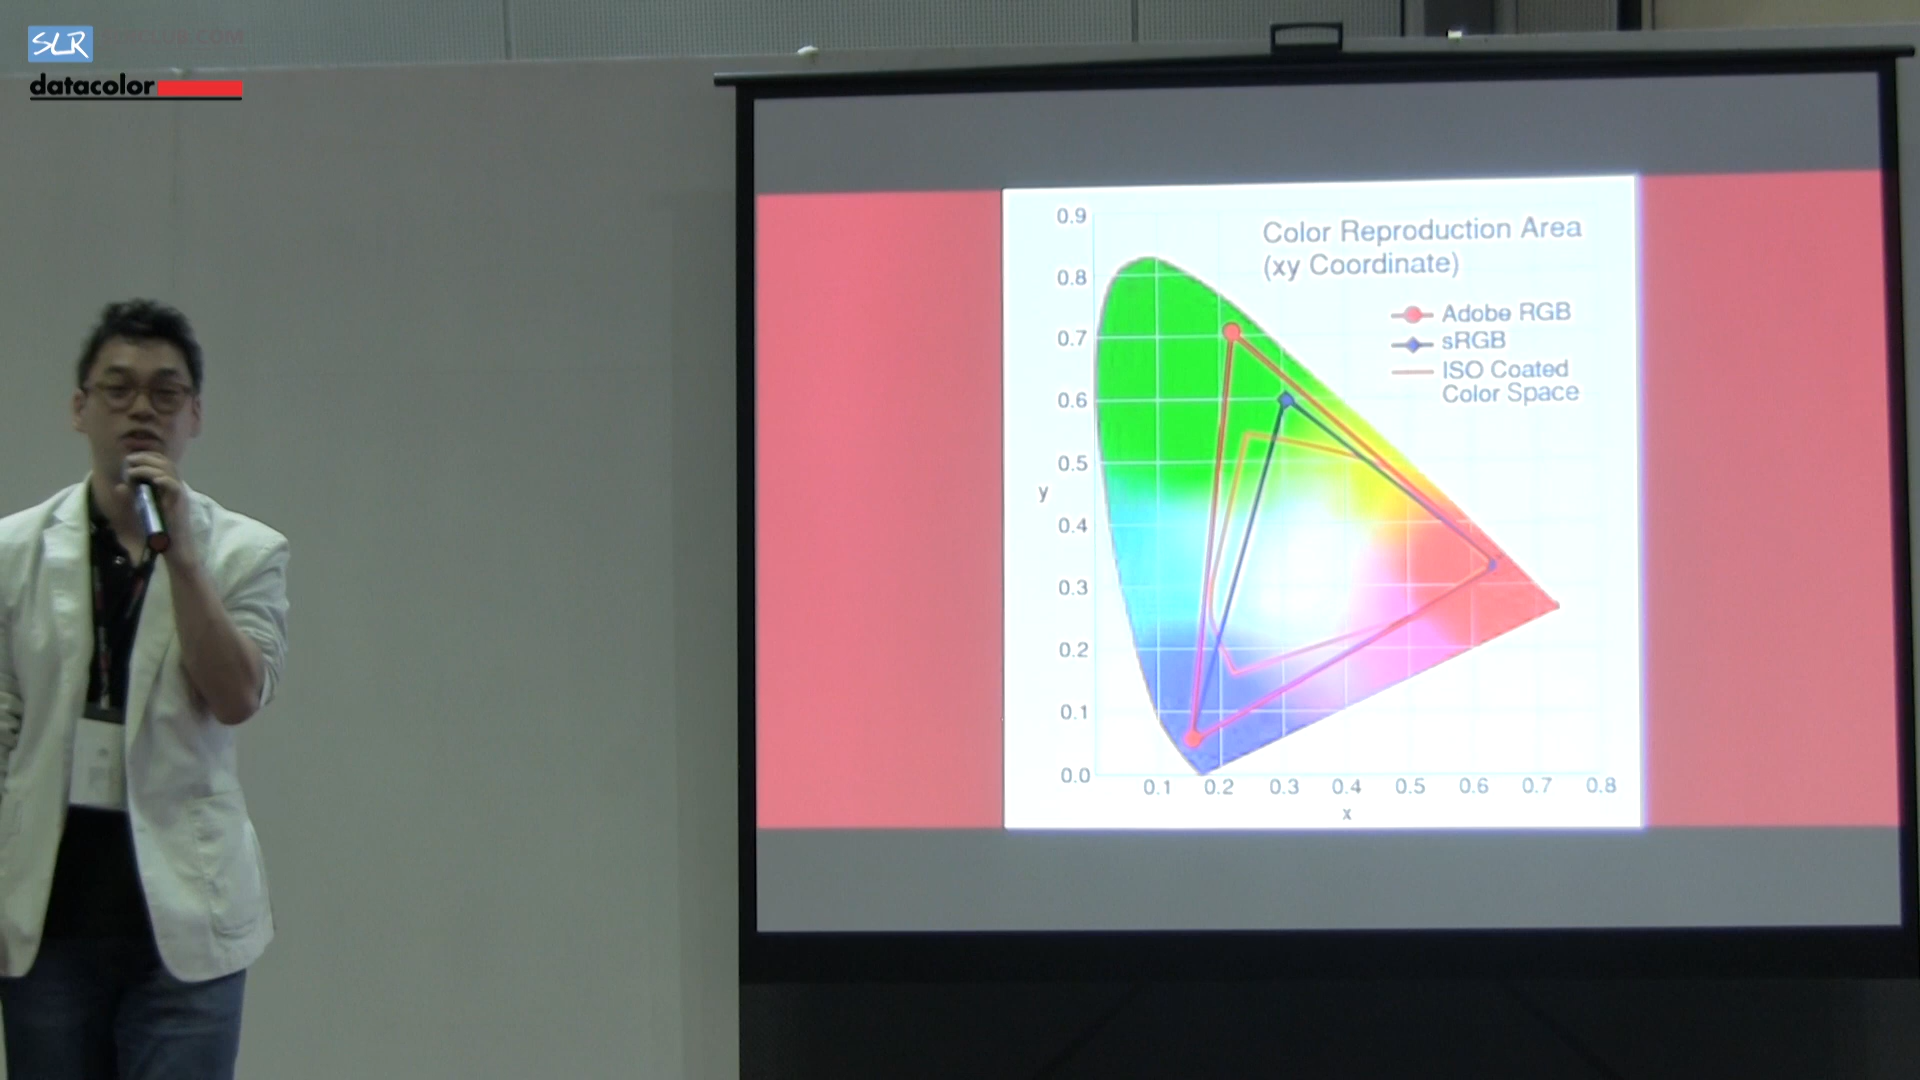 SLR
SLRCLUB.COM
datacolor
Color Reproduction Area
(xy Coordinate)
Adobe RGB
sRGB
ISO Coated
Color Space
0.9
0.8
0.7
0.6
0.5
y
0.4
0.3
0.2
0.1
0.0
0.1 0.2 0.3 0.4 0.5 0.6 0.7 0.8
x